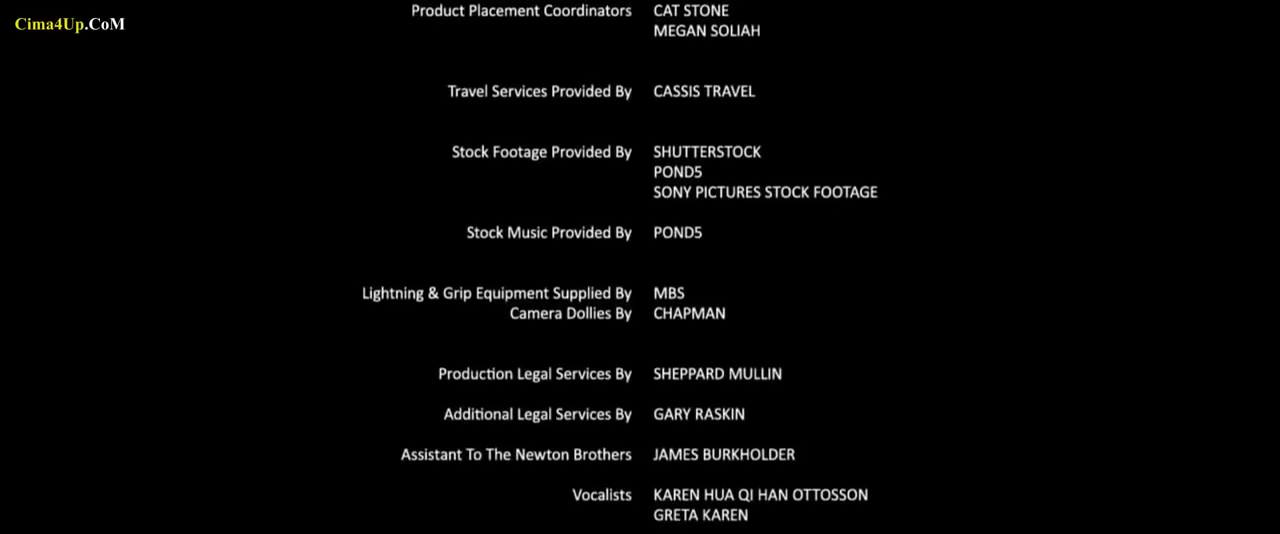 Cima4Up.CoM
Product Placement Coordinators CAT STONE
MEGAN SOLIAH
Travel Services Provided By CASSIS TRAVEL
Stock Footage Provided By SHUTTERSTOCK
POND5
SONY PICTURES STOCK FOOTAGE
Stock Music Provided By POND5
Lightning & Grip Equipment Supplied By MBS
Camera Dollies By CHAPMAN
Production Legal Services By SHEPPARD MULLIN
Additional Legal Services By GARY RASKIN
Assistant To The Newton Brothers JAMES BURKHOLDER
Vocalists KAREN HUA QI HAN OTTOSSON
GRETA KAREN